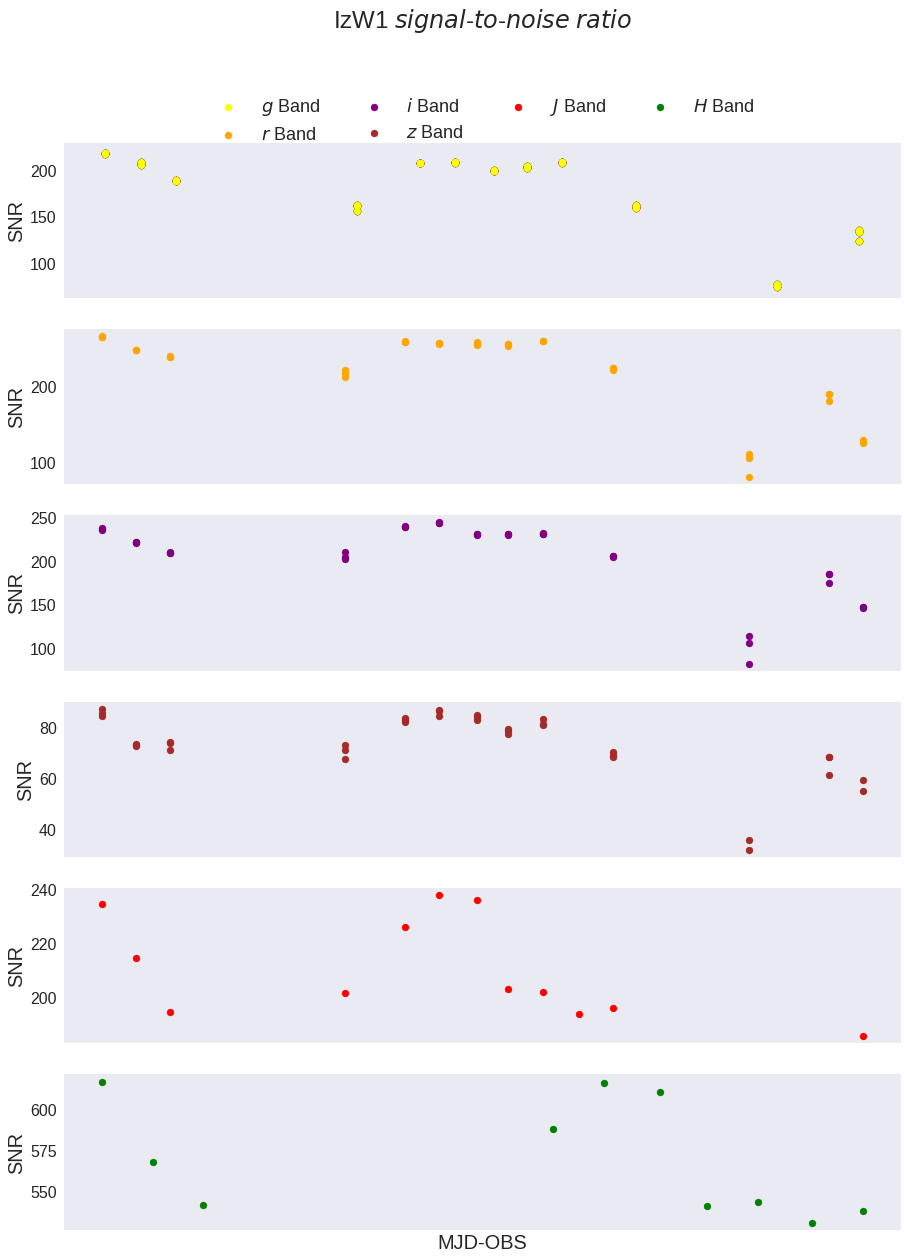 IzW1 signal-to-noise ratio
g Band i Band J Band H Band
r Band z Band
200
150
100
SNR
200
100
SNR
250
200
150
100
SNR
80
60
40
SNR
240
220
200
SNR
600
575
550
SNR
MJD-OBS